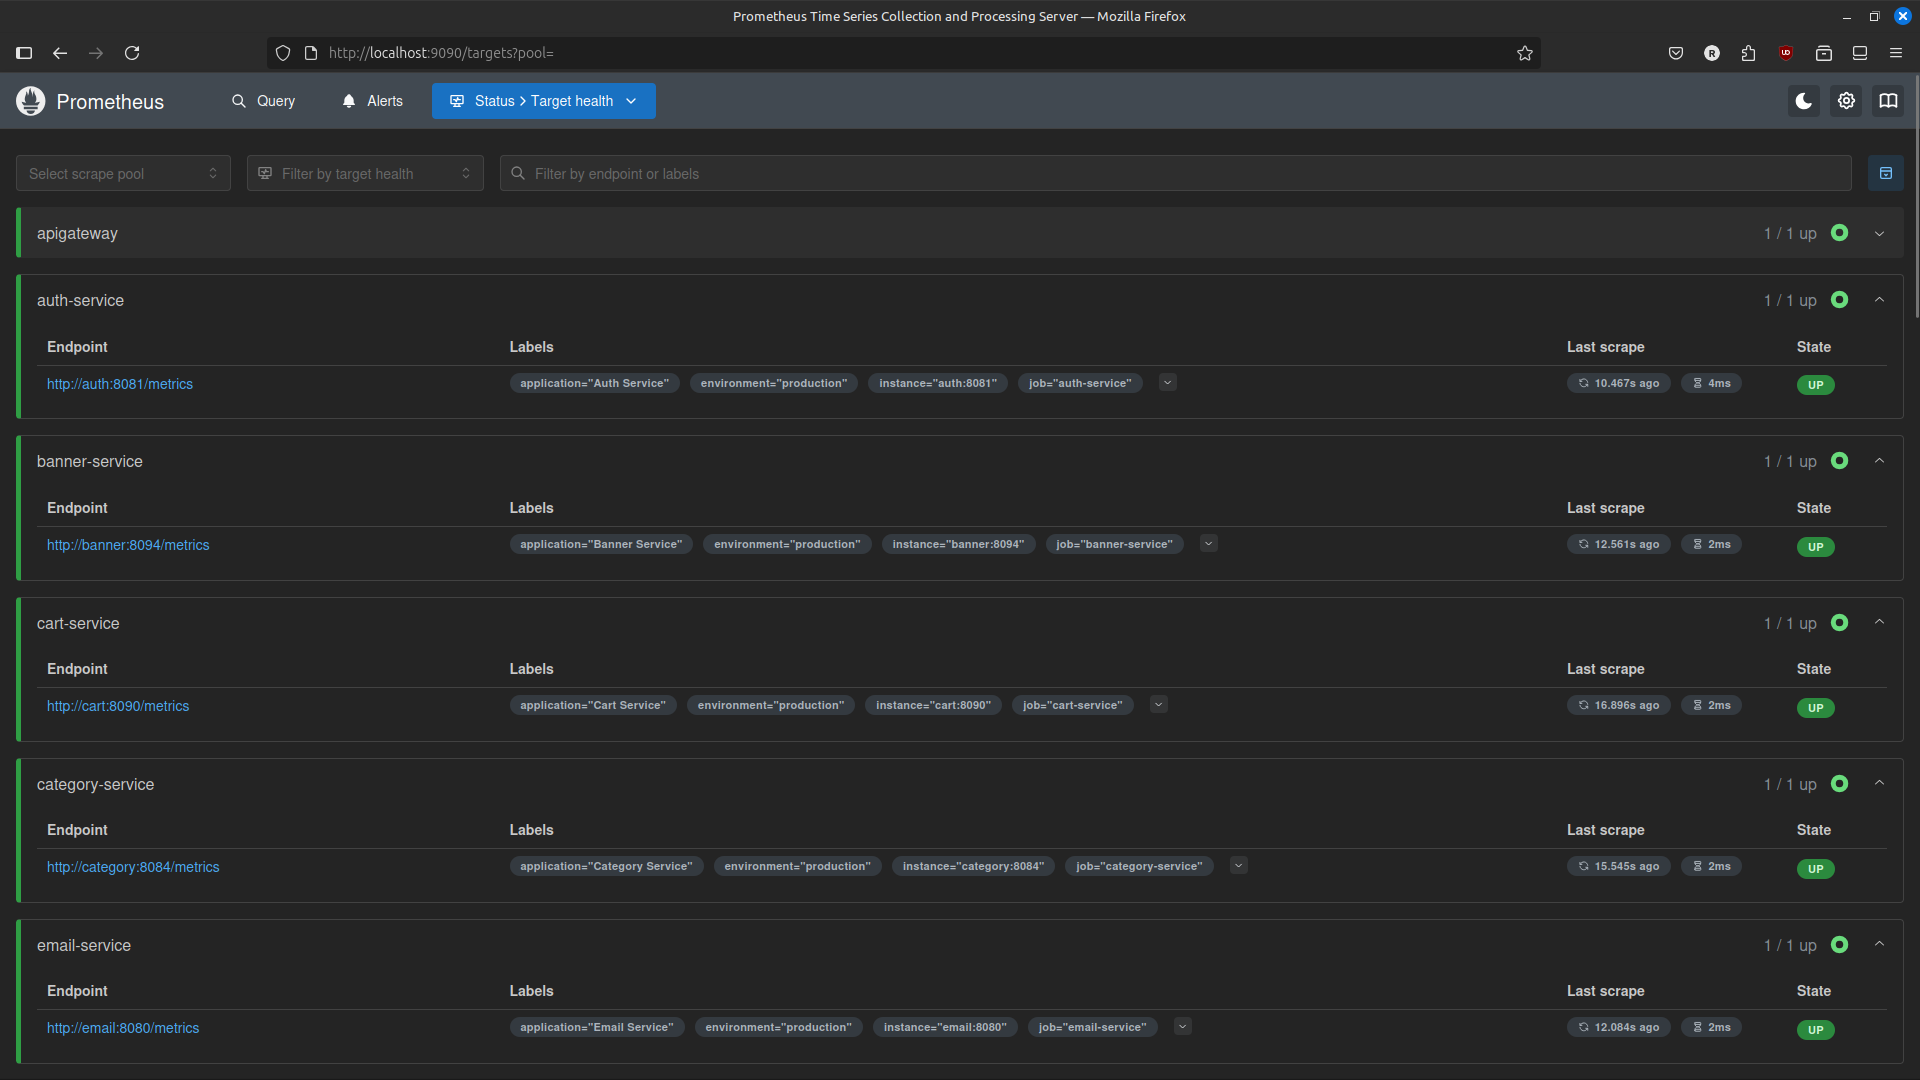 Prometheus Time Series Collection and Processing Server — Mozilla Firefox
http://localhost:9090/targets?pool=
Prometheus Query Alerts Status > Target health
Select scrape pool Filter by target health Filter by endpoint or labels
apigateway 1 / 1 up
auth-service 1 / 1 up
Endpoint Labels Last scrape State
http://auth:8081/metrics application="Auth Service" environment="production" instance="auth:8081" job="auth-service" 10.467s ago 4ms UP
banner-service 1 / 1 up
Endpoint Labels Last scrape State
http://banner:8094/metrics application="Banner Service" environment="production" instance="banner:8094" job="banner-service" 12.561s ago 2ms UP
cart-service 1 / 1 up
Endpoint Labels Last scrape State
http://cart:8090/metrics application="Cart Service" environment="production" instance="cart:8090" job="cart-service" 16.896s ago 2ms UP
category-service 1 / 1 up
Endpoint Labels Last scrape State
http://category:8084/metrics application="Category Service" environment="production" instance="category:8084" job="category-service" 15.545s ago 2ms UP
email-service 1 / 1 up
Endpoint Labels Last scrape State
http://email:8080/metrics application="Email Service" environment="production" instance="email:8080" job="email-service" 12.084s ago 2ms UP